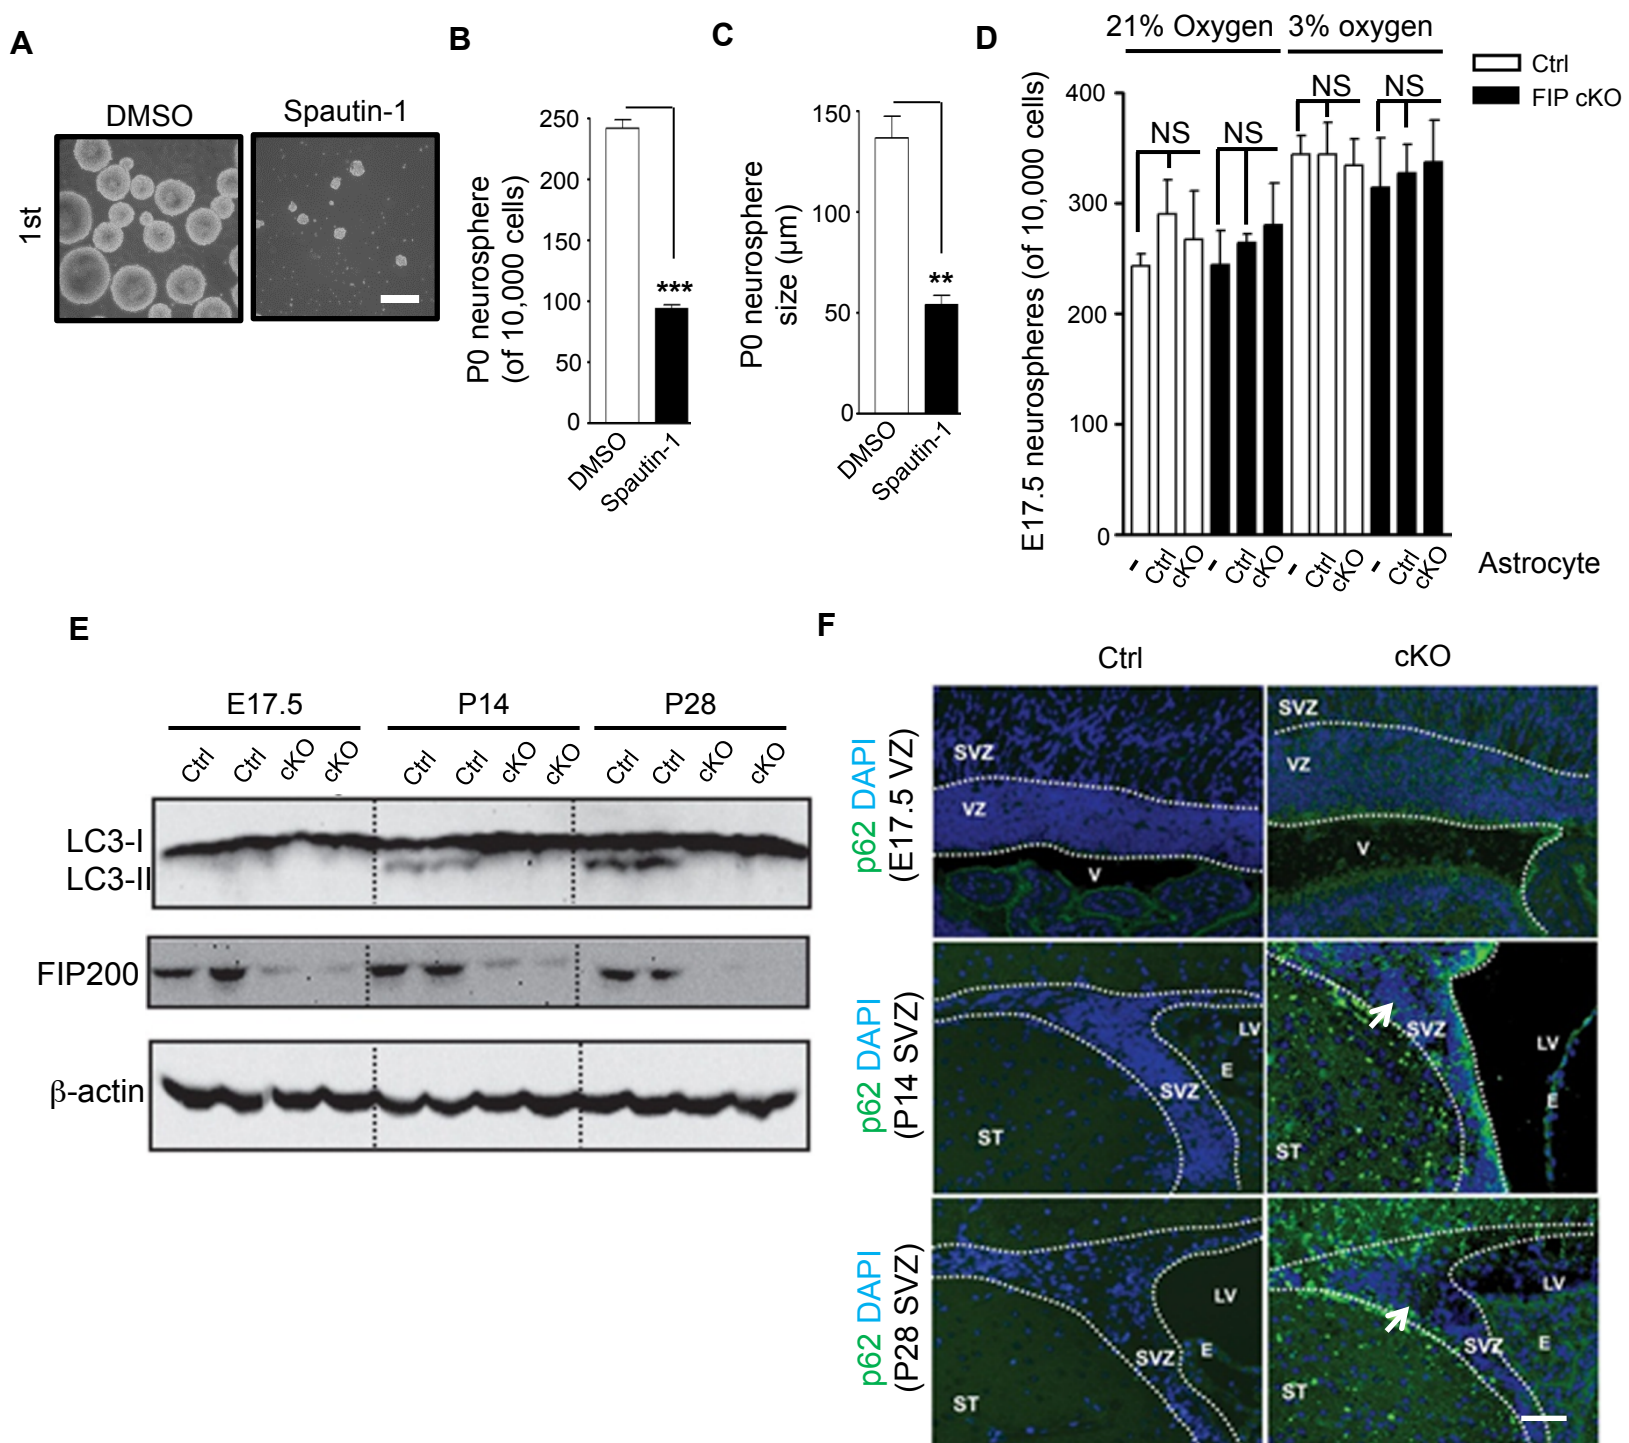 A
DMSO
Spautin-1
1st
B
P0 neurosphere
(of 10,000 cells)
250
200
150
100
50
0
***
DMSO
Spautin-1
C
P0 neurosphere
size (μm)
150
100
50
0
**
DMSO
Spautin-1
D
21% Oxygen
3% oxygen
Ctrl
FIP cKO
E17.5 neurospheres (of 10,000 cells)
400
300
200
100
0
NS
NS
NS
NS
- Ctrl cKO - Ctrl cKO - Ctrl cKO - Ctrl cKO
Astrocyte
E
E17.5
P14
P28
Ctrl Ctrl cKO cKO Ctrl Ctrl cKO cKO Ctrl Ctrl cKO cKO
LC3-I
LC3-II
FIP200
β-actin
F
Ctrl
cKO
p62 DAPI
(E17.5 VZ)
SVZ
VZ
V
SVZ
VZ
V
p62 DAPI
(P14 SVZ)
LV
E
SVZ
ST
SVZ
LV
E
ST
p62 DAPI
(P28 SVZ)
LV
E
SVZ
ST
LV
SVZ
E
ST